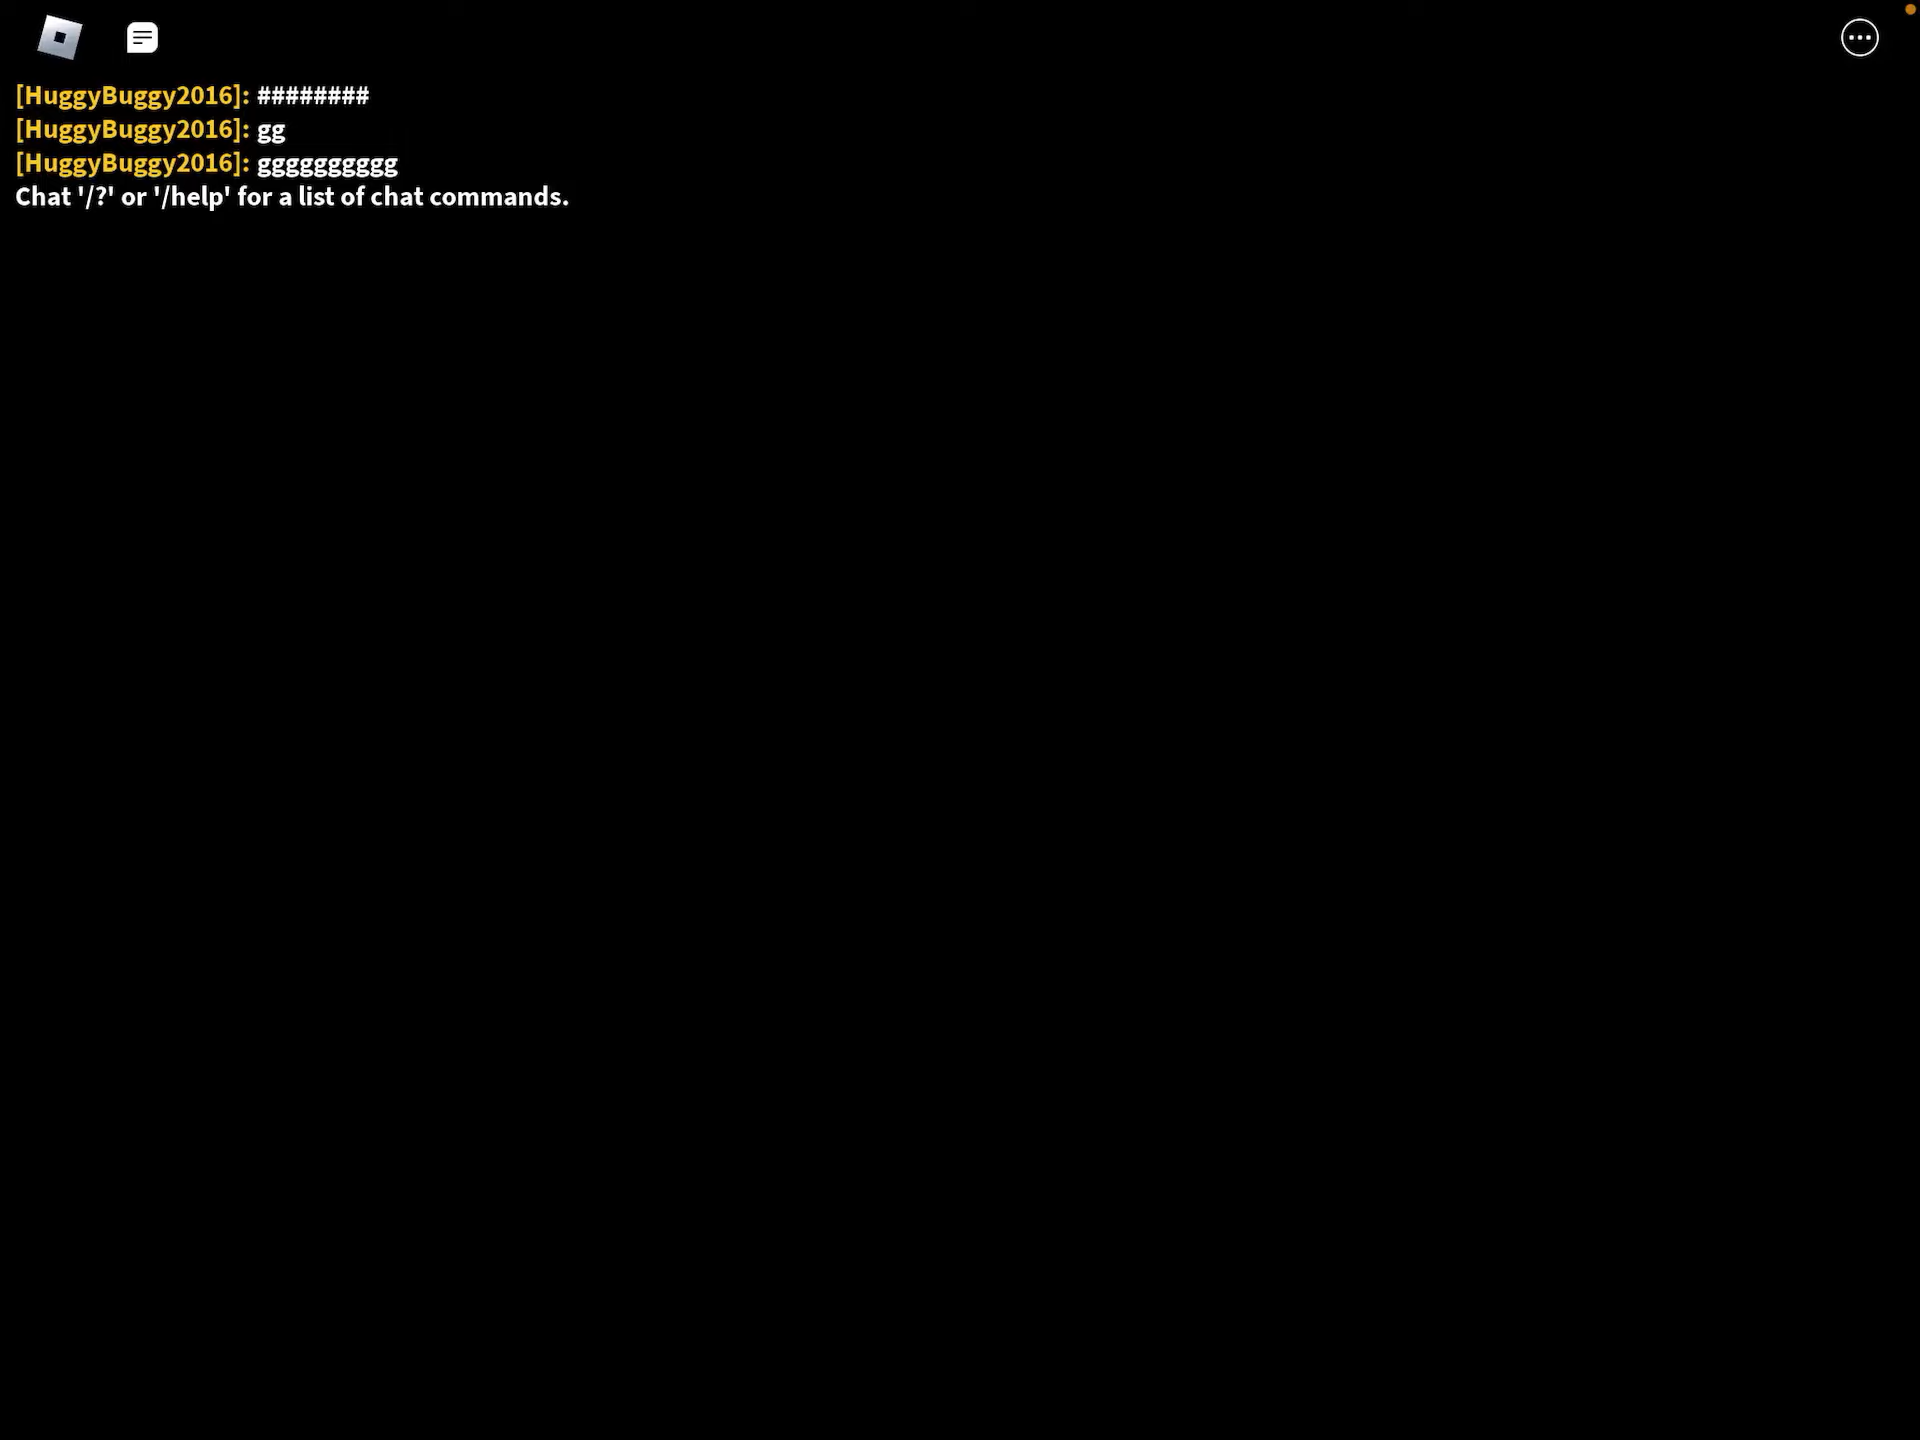 [HuggyBuggy2016]: ########
[HuggyBuggy2016]: gg
[HuggyBuggy2016]: gggggggggg
Chat '/?' or '/help' for a list of chat commands.